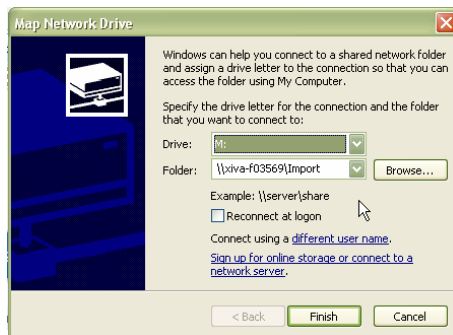 Map Network Drive
Windows can help you connect to a shared network folder
and assign a drive letter to the connection so that you can
access the folder using My Computer.
Specify the drive letter for the connection and the folder
that you want to connect to:
Drive: M:
Folder: \\xiva-f03569\Import Browse...
Example: \\server\share
Reconnect at logon
Connect using a different user name.
Sign up for online storage or connect to a
network server.
< Back Finish Cancel